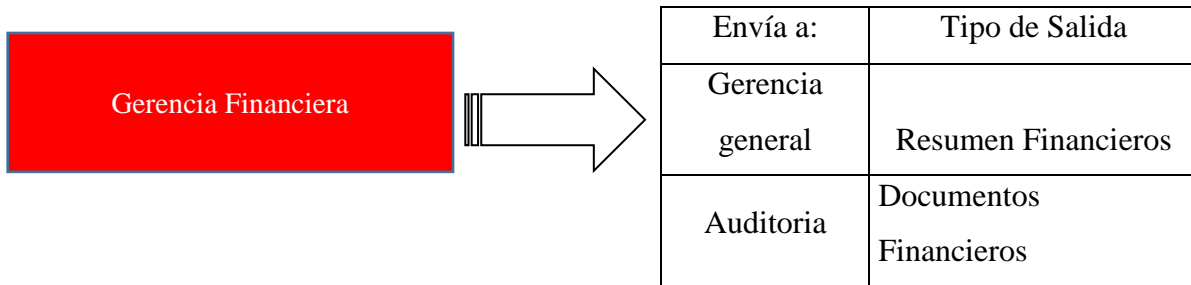 Gerencia Financiera
Envía a:
Tipo de Salida
Gerencia
general
Resumen Financieros
Auditoria
Documentos
Financieros